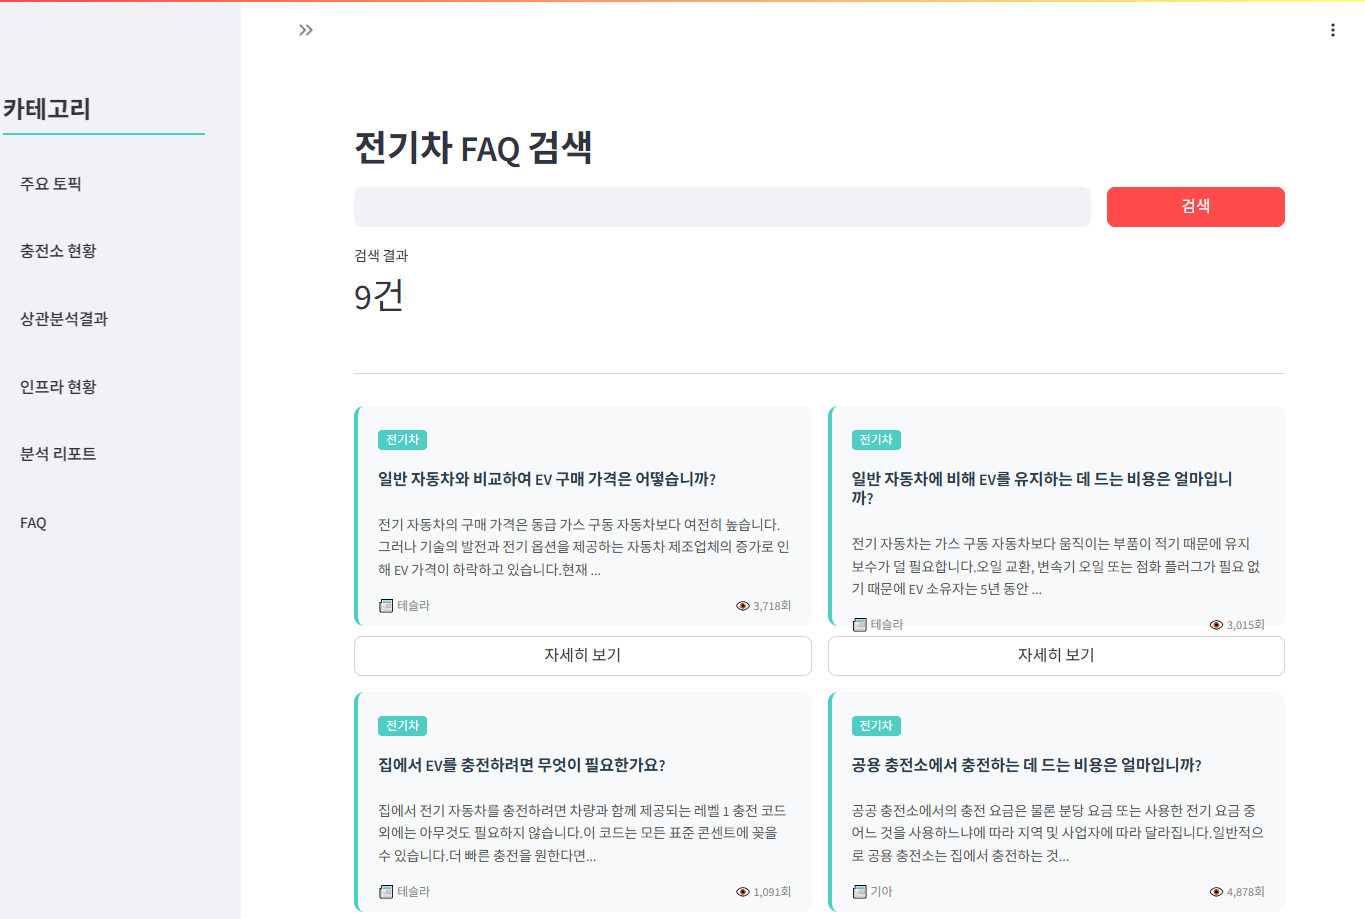 카테고리
주요 토픽
충전소 현황
상관분석결과
인프라 현황
분석 리포트
FAQ
전기차 FAQ 검색
검색
검색 결과
9건
전기차
일반 자동차와 비교하여 EV 구매 가격은 어떻습니까?
전기 자동차의 구매 가격은 동급 가스 구동 자동차보다 여전히 높습니다.
그러나 기술의 발전과 전기 옵션을 제공하는 자동차 제조업체의 증가로 인
해 EV 가격이 하락하고 있습니다.현재 ...
테슬라
3,718회
자세히 보기
전기차
일반 자동차에 비해 EV를 유지하는 데 드는 비용은 얼마입니
까?
전기 자동차는 가스 구동 자동차보다 움직이는 부품이 적기 때문에 유지
보수가 덜 필요합니다.오일 교환, 변속기 오일 또는 점화 플러그가 필요 없
기 때문에 EV 소유자는 5년 동안 ...
테슬라
3,015회
자세히 보기
전기차
집에서 EV를 충전하려면 무엇이 필요한가요?
집에서 전기 자동차를 충전하려면 차량과 함께 제공되는 레벨 1 충전 코드
외에는 아무것도 필요하지 않습니다.이 코드는 모든 표준 콘센트에 꽂을
수 있습니다.더 빠른 충전을 원한다면...
테슬라
1,091회
전기차
공용 충전소에서 충전하는 데 드는 비용은 얼마입니까?
공공 충전소에서의 충전 요금은 물론 분당 요금 또는 사용한 전기 요금 중
어느 것을 사용하느냐에 따라 지역 및 사업자에 따라 달라집니다.일반적으
로 공용 충전소는 집에서 충전하는 것...
기아
4,878회